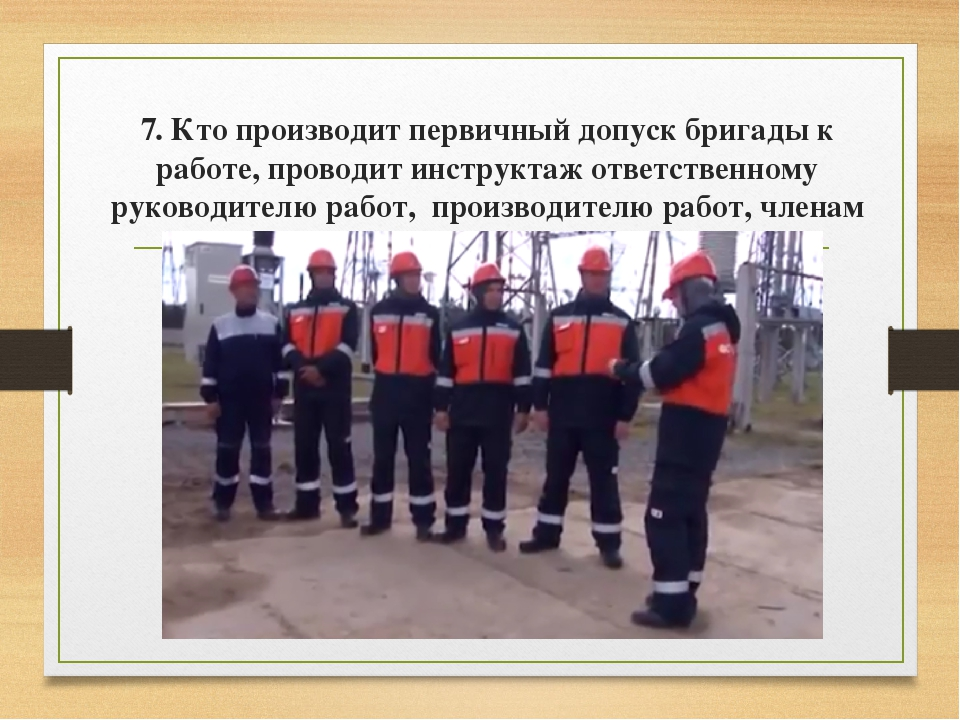 7. Кто производит первичный допуск бригады к
работе, проводит инструктаж ответственному
руководителю работ, производителю работ, членам